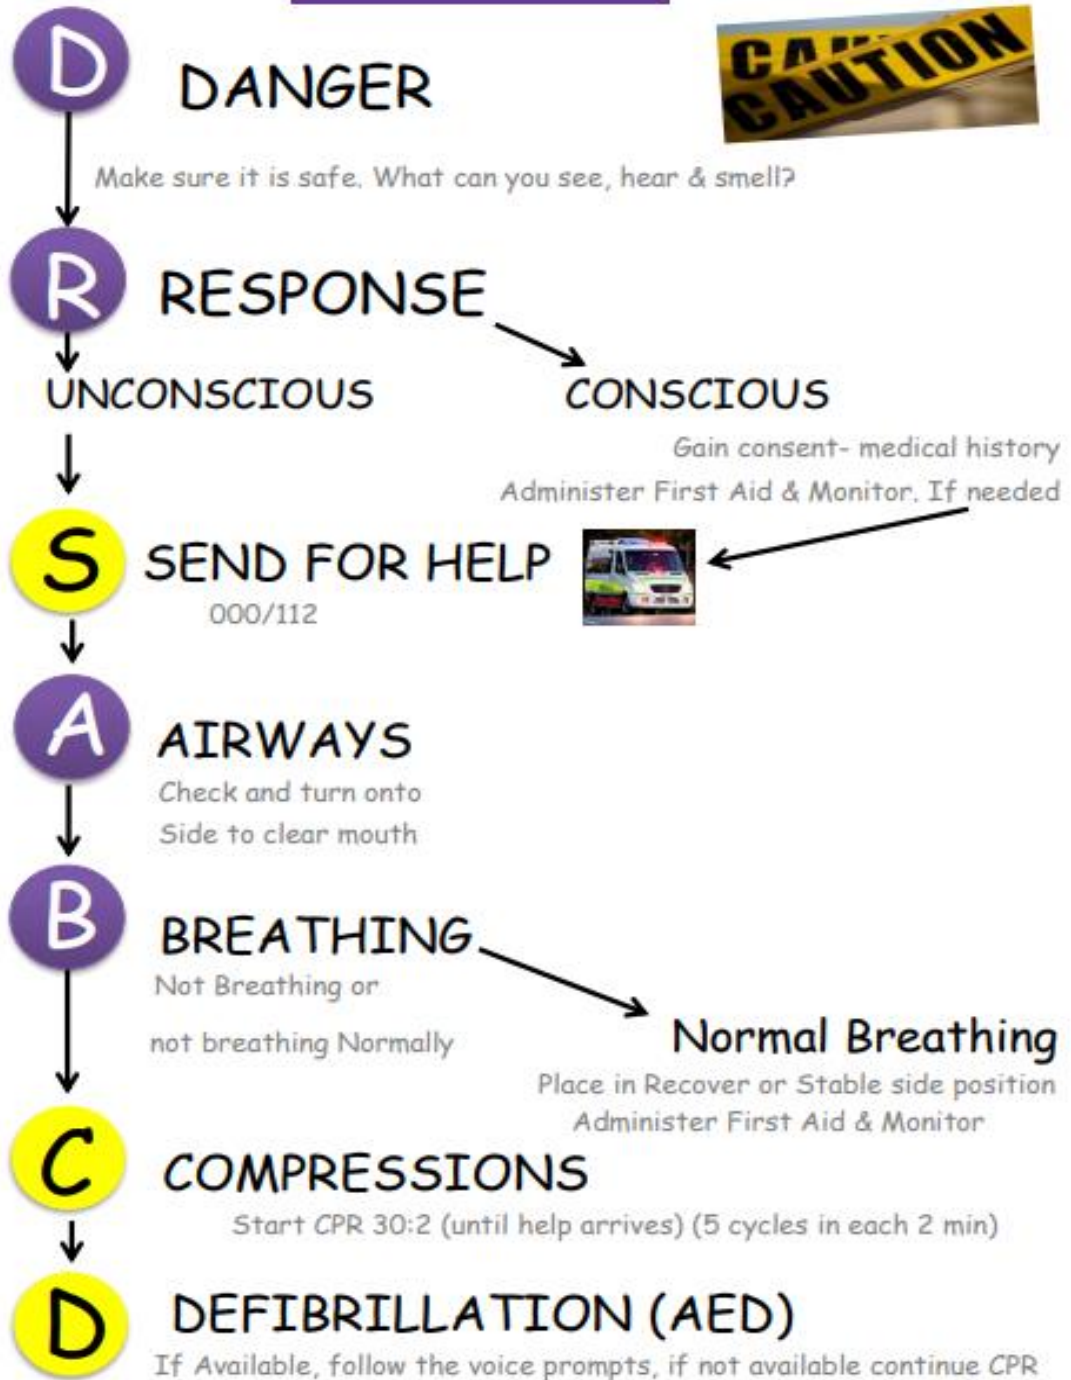 D
DANGER
CAU
CAUTION
Make sure it is safe. What can you see, hear & smell?
R
RESPONSE
UNCONSCIOUS
CONSCIOUS
Gain consent- medical history
Administer First Aid & Monitor. If needed
S
SEND FOR HELP
000/112
A
AIRWAYS
Check and turn onto
Side to clear mouth
B
BREATHING
Not Breathing or
not breathing Normally
Normal Breathing
Place in Recover or Stable side position
Administer First Aid & Monitor
C
COMPRESSIONS
Start CPR 30:2 (until help arrives) (5 cycles in each 2 min)
D
DEFIBRILLATION (AED)
If Available, follow the voice prompts, if not available continue CPR